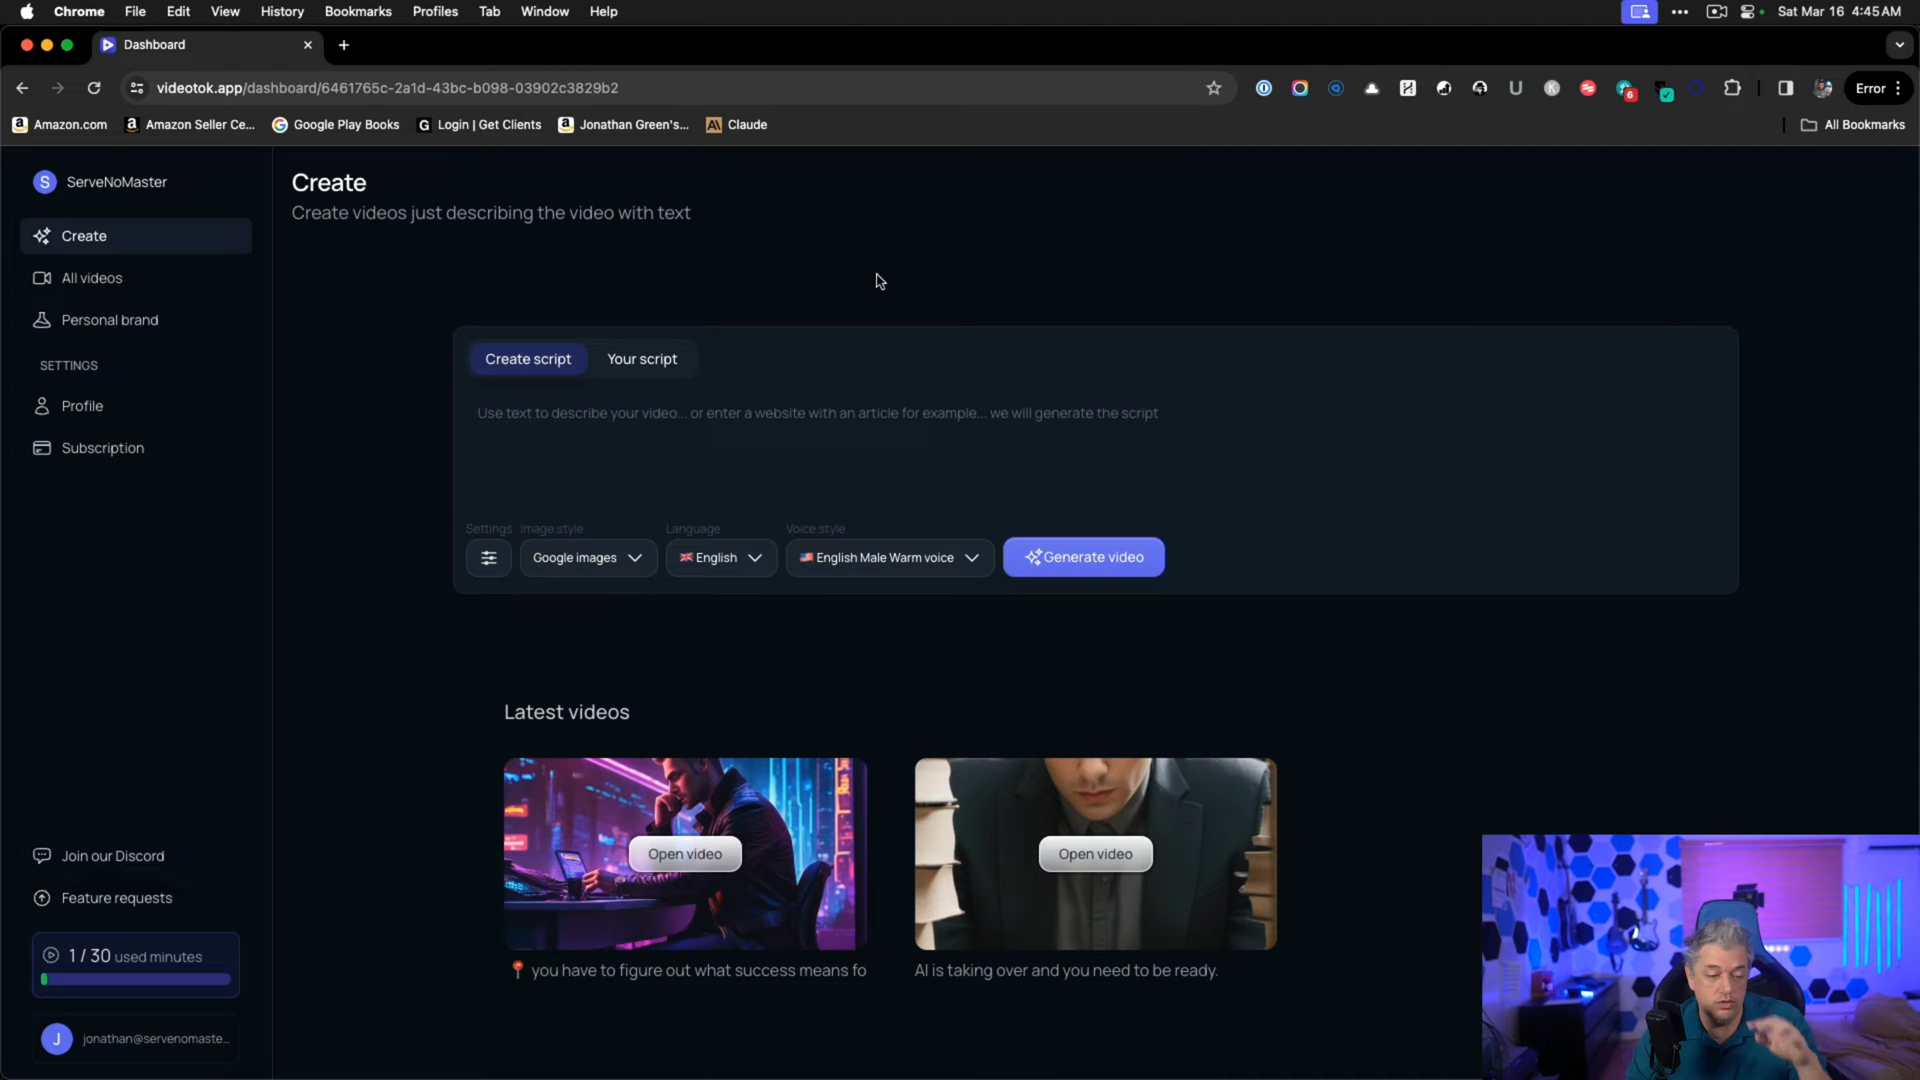 Chrome File Edit View History Bookmarks Profiles Tab Window Help Sat Mar 16 4:45 AM
Dashboard
videotok.app/dashboard/6461765c-2a1d-43bc-b098-03902c3829b2 6 Error
Amazon.com Amazon Seller Ce... Google Play Books Login | Get Clients Jonathan Green's... Claude All Bookmarks
S ServeNoMaster
Create
All videos
Personal brand
SETTINGS
Profile
Subscription
Join our Discord
Feature requests
1 / 30 used minutes
J jonathan@servenomaste...
Create
Create videos just describing the video with text
Create script Your script
Use text to describe your video... or enter a website with an article for example... we will generate the script
Settings Image style Language Voice style
Google images English English Male Warm voice Generate video
Latest videos
Open video Open video
you have to figure out what success means fo AI is taking over and you need to be ready.